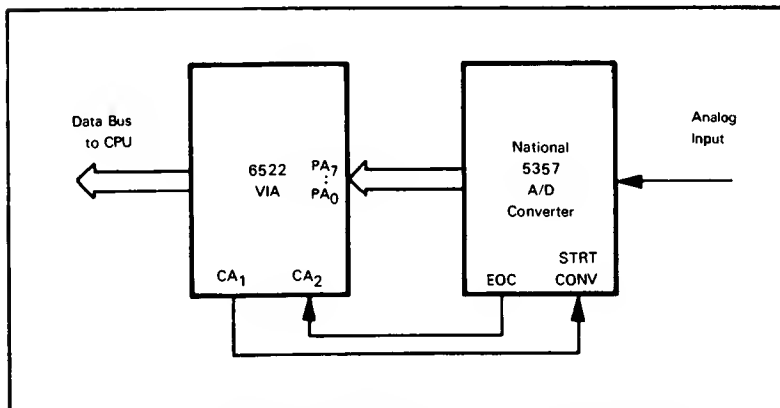 Data Bus
to CPU
6522
VIA
PA7
⋮
PA0
CA1
CA2
National
5357
A/D
Converter
EOC
STRT
CONV
Analog
Input